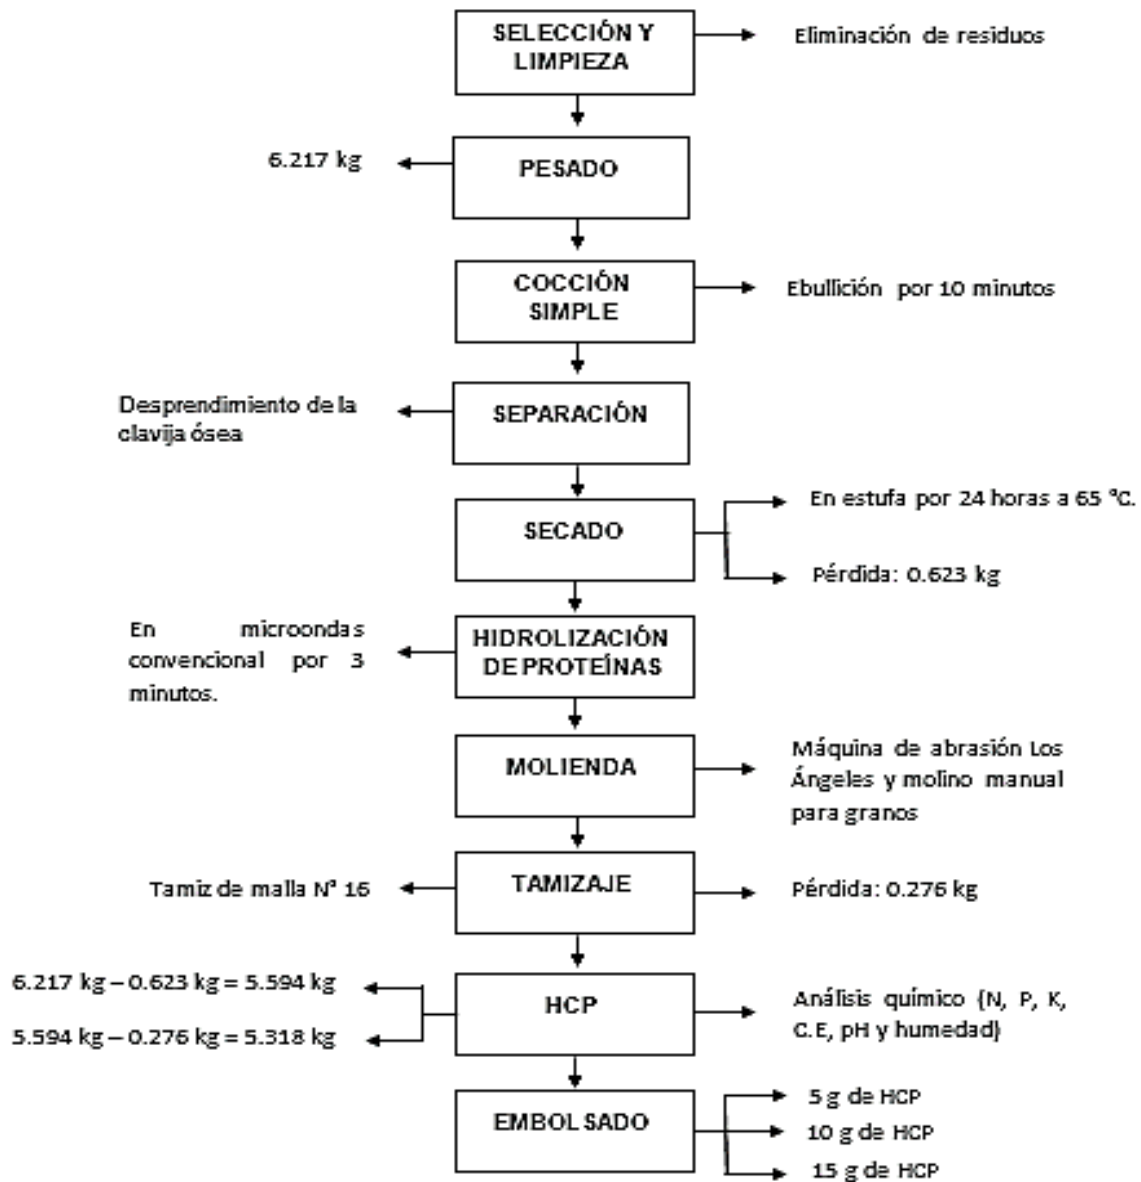 SELECCIÓN Y
LIMPIEZA
Eliminación de residuos
6.217 kg
PESADO
COCCIÓN
SIMPLE
Ebullición por 10 minutos
Desprendimiento de la
clavija ósea
SEPARACIÓN
SECADO
En estufa por 24 horas a 65 °C.
Pérdida: 0.623 kg
En microondas
convencional por 3
minutos.
HIDROLIZACIÓN
DE PROTEÍNAS
MOLIENDA
Máquina de abrasión Los
Ángeles y molino manual
para granos
Tamiz de malla N° 16
TAMIZAJE
Pérdida: 0.276 kg
6.217 kg – 0.623 kg = 5.594 kg
5.594 kg – 0.276 kg = 5.318 kg
HCP
Análisis químico (N, P, K,
C.E, pH y humedad)
EMBOLSADO
5 g de HCP
10 g de HCP
15 g de HCP